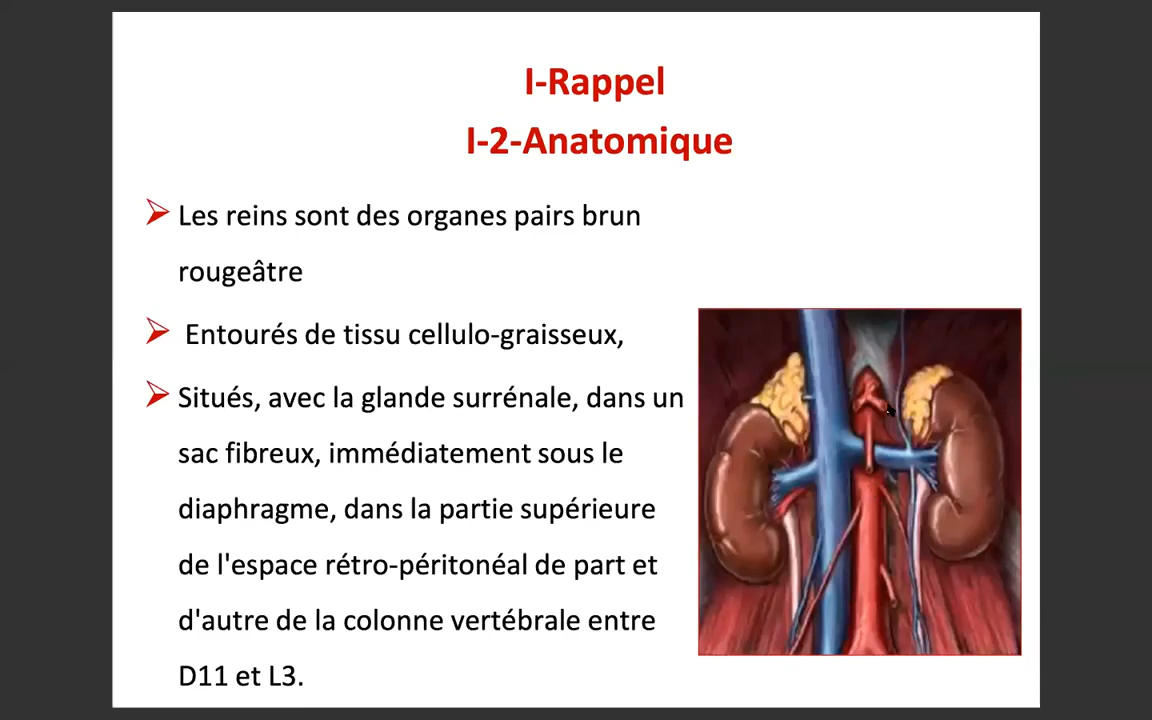 I-Rappel
I-2-Anatomique
Les reins sont des organes pairs brun
rougeâtre
Entourés de tissu cellulo-graisseux,
Situés, avec la glande surrénale, dans un
sac fibreux, immédiatement sous le
diaphragme, dans la partie supérieure
de l'espace rétro-péritonéal de part et
d'autre de la colonne vertébrale entre
D11 et L3.